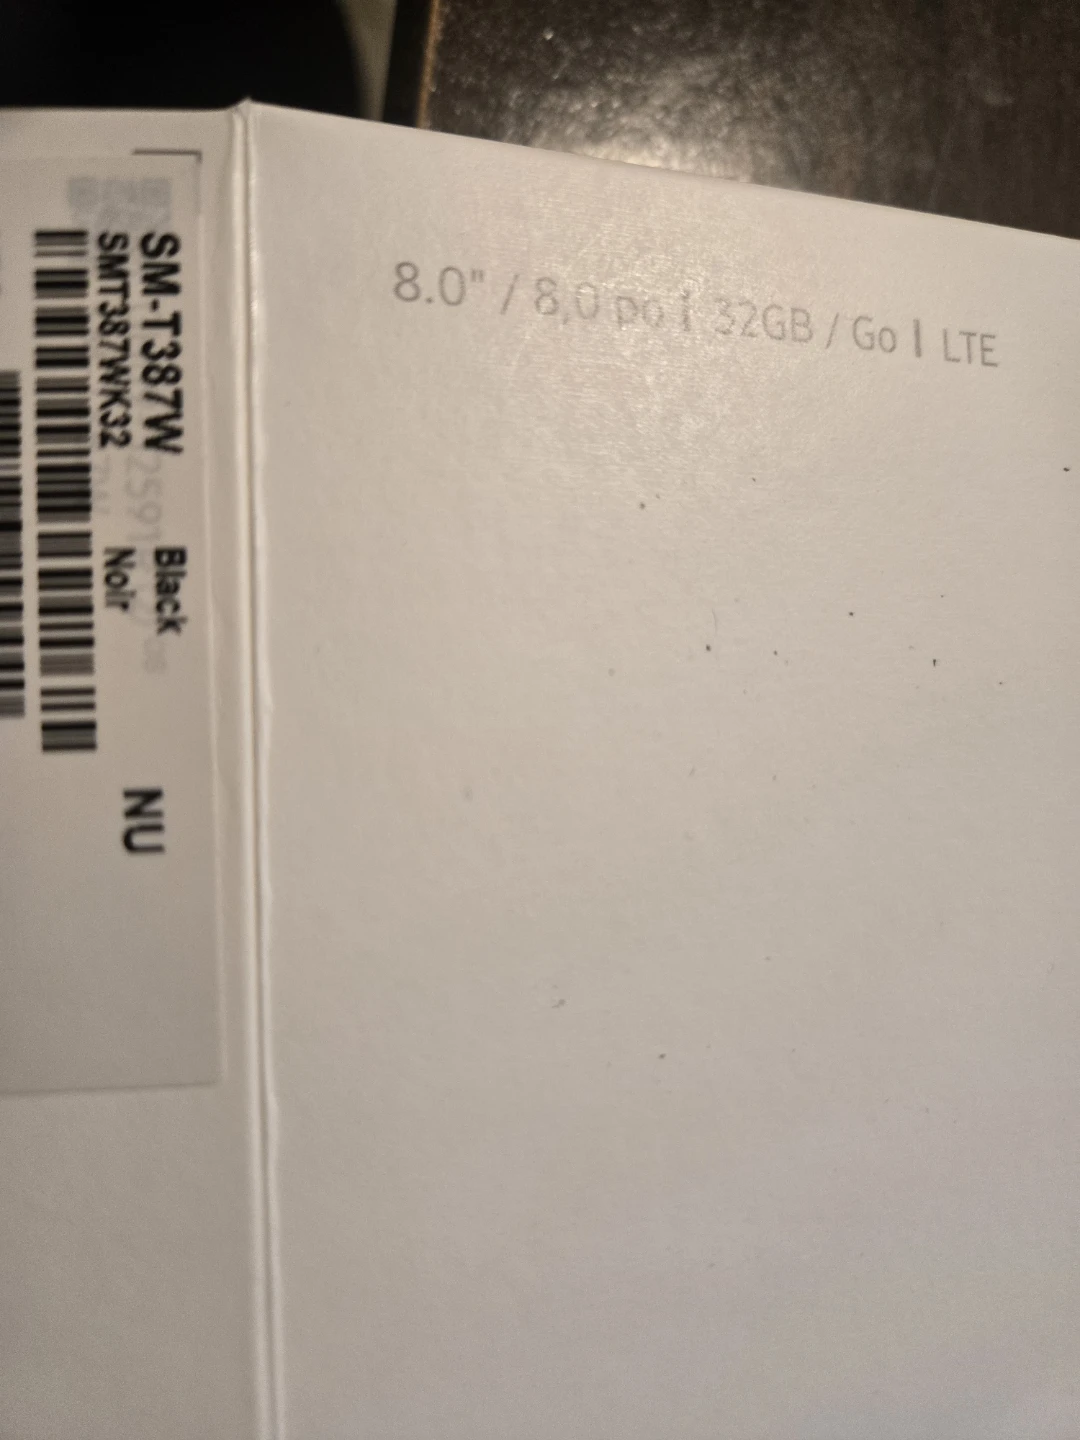 8.0" / 8,0 po | 32GB / Go | LTE
SM-T387W Black
SMT387WK32 Noir
NU